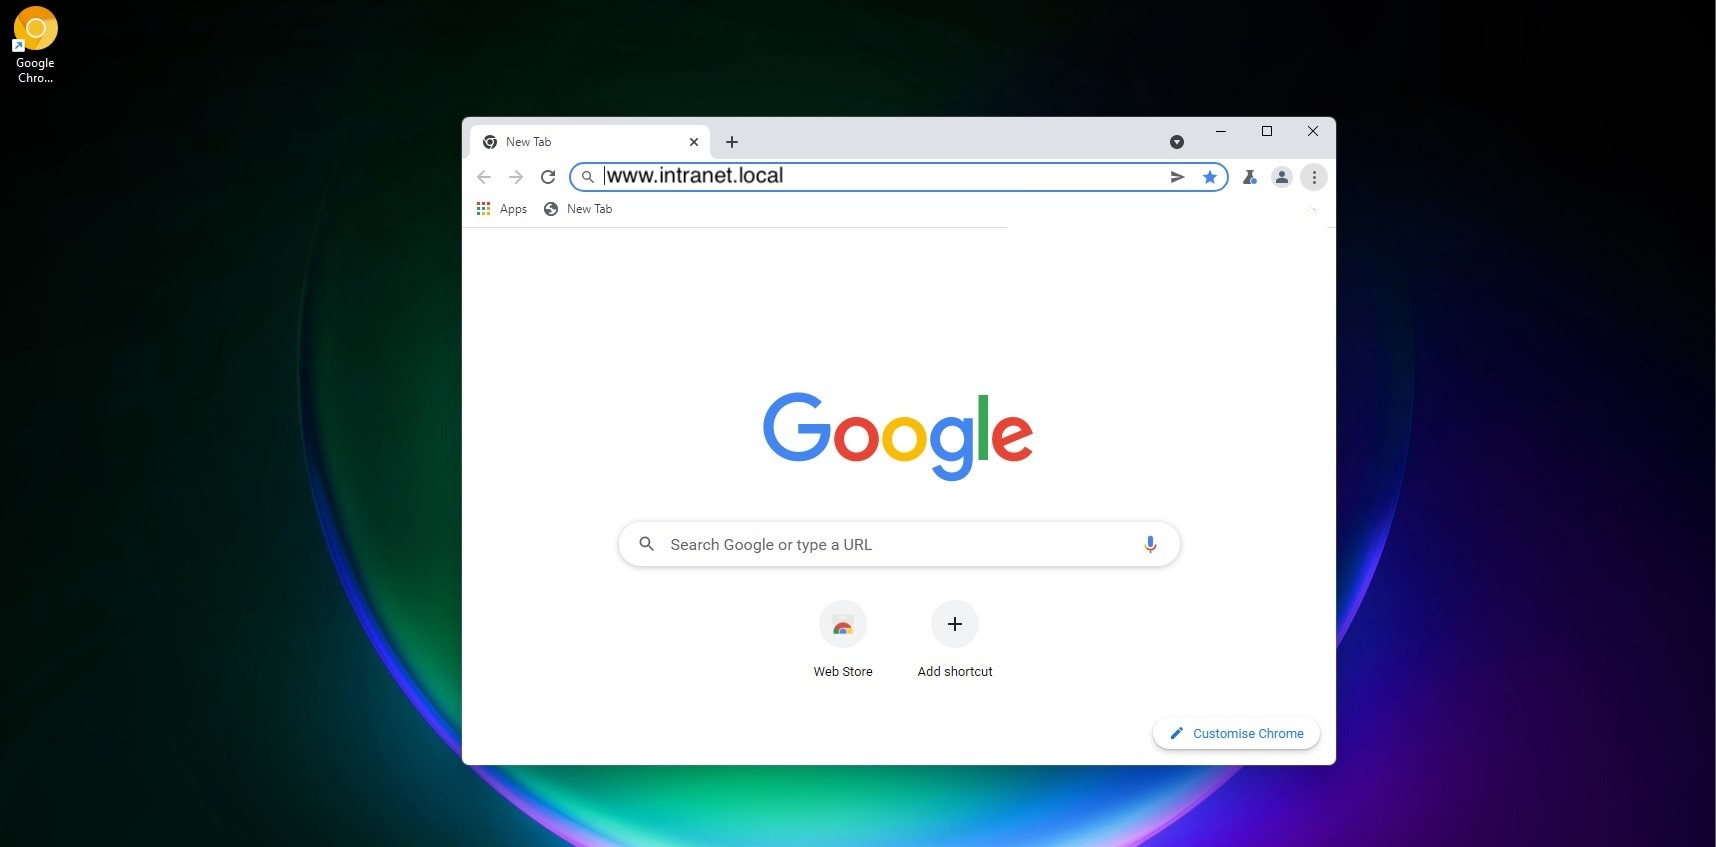 Google
Chro...
New Tab
www.intranet.local
Apps
New Tab
Google
Search Google or type a URL
Web Store
Add shortcut
Customise Chrome